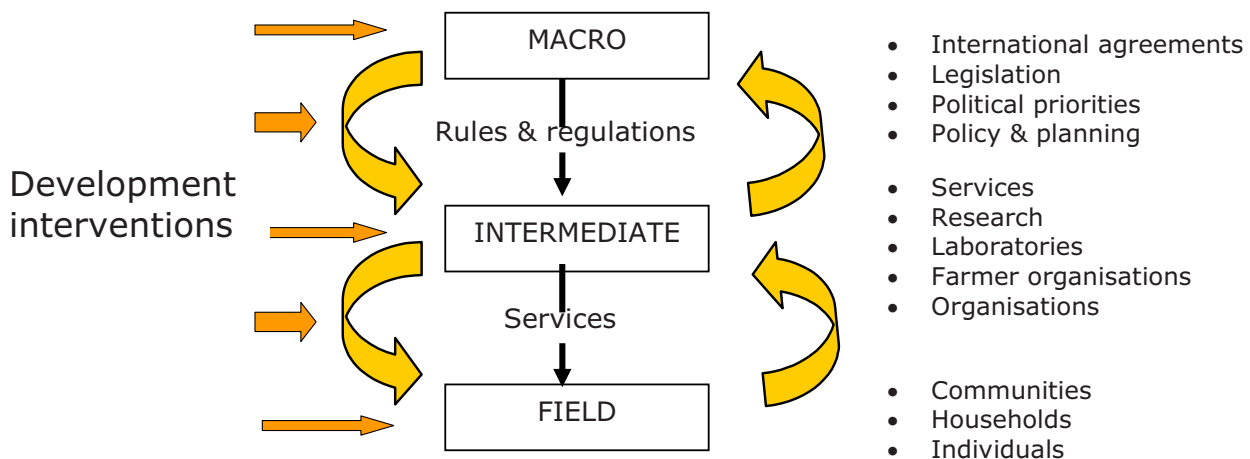 MACRO
Rules & regulations
Development
interventions
INTERMEDIATE
Services
FIELD
• International agreements
• Legislation
• Political priorities
• Policy & planning
• Services
• Research
• Laboratories
• Farmer organisations
• Organisations
• Communities
• Households
• Individuals